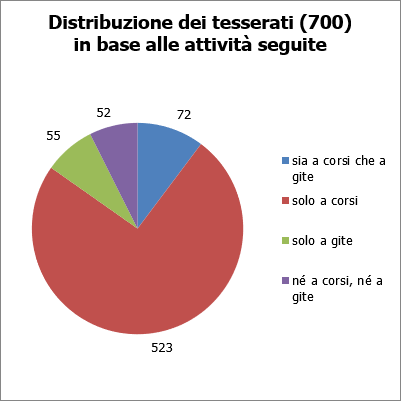 Distribuzione dei tesserati (700)
in base alle attività seguite
52
72
55
523
sia a corsi che a
gite
solo a corsi
solo a gite
né a corsi, né a
gite